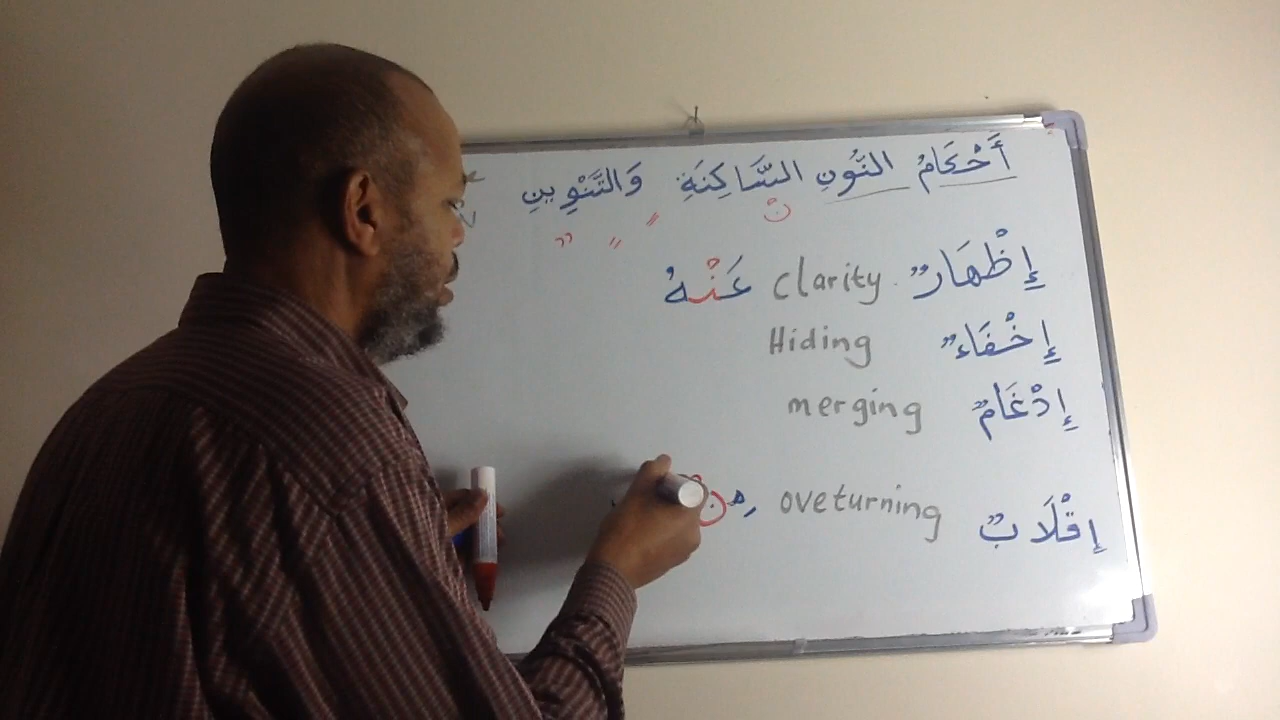 أَحْكَامُ النُّونِ السَّاكِنَةِ وَالتَّنْوِينِ
نْ
إِظْهَارٌ clarity عَنْهُ
إِخْفَاءٌ Hiding
إِدْغَامٌ merging
إِقْلَابٌ oveturning مِنْ